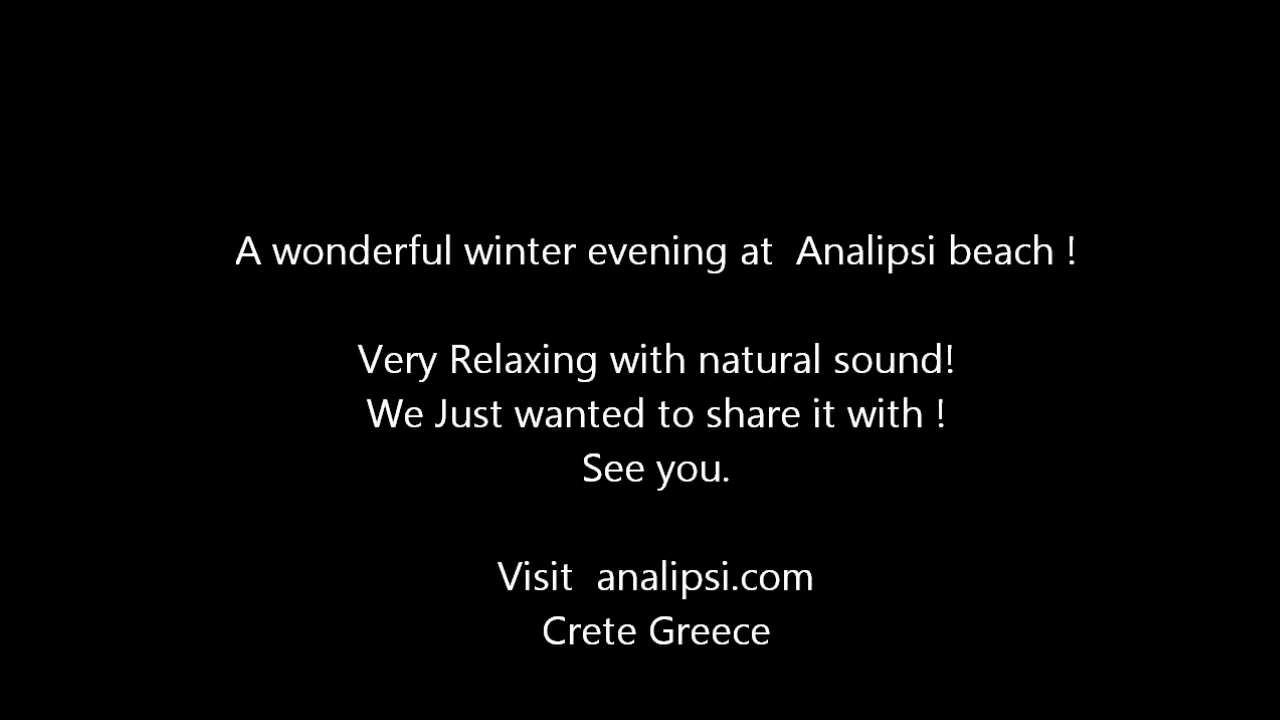 A wonderful winter evening at  Analipsi beach !
Very Relaxing with natural sound!
We Just wanted to share it with !
See you.
Visit  analipsi.com
Crete Greece